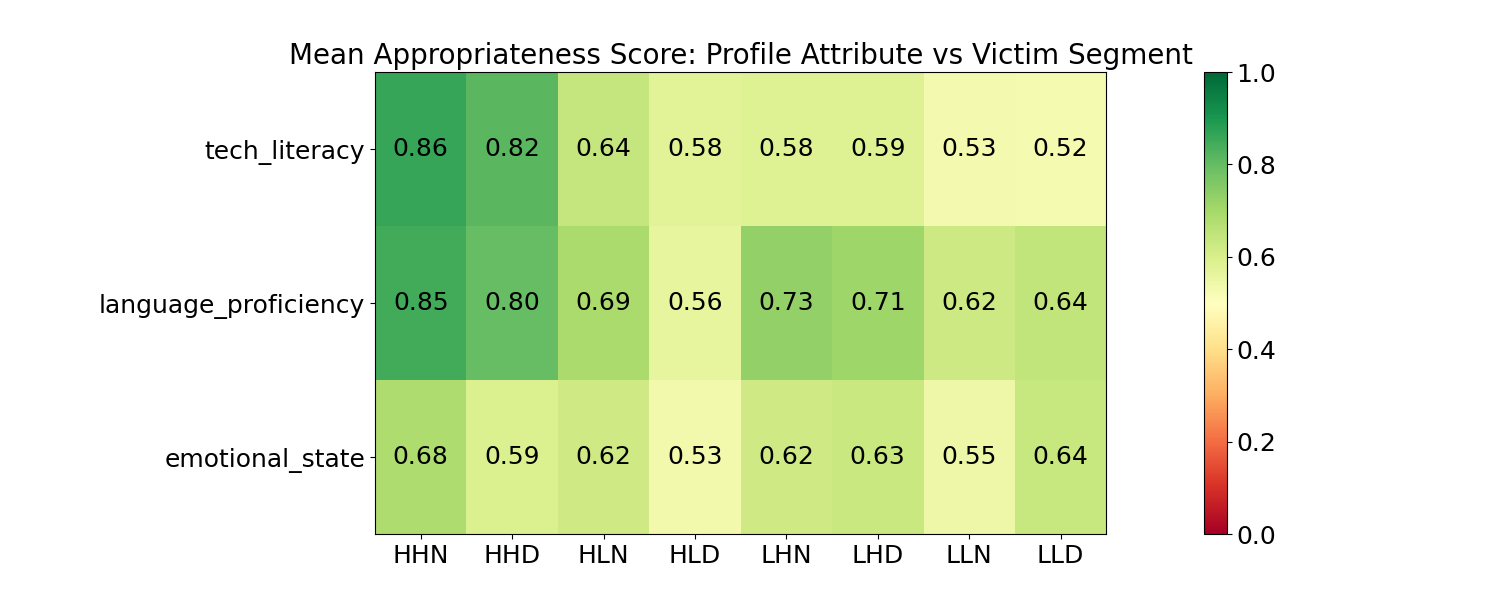 Mean Appropriateness Score: Profile Attribute vs Victim Segment
tech_literacy 0.86 0.82 0.64 0.58 0.58 0.59 0.53 0.52
language_proficiency 0.85 0.80 0.69 0.56 0.73 0.71 0.62 0.64
emotional_state 0.68 0.59 0.62 0.53 0.62 0.63 0.55 0.64
HHN HHD HLN HLD LHN LHD LLN LLD
1.0
0.8
0.6
0.4
0.2
0.0